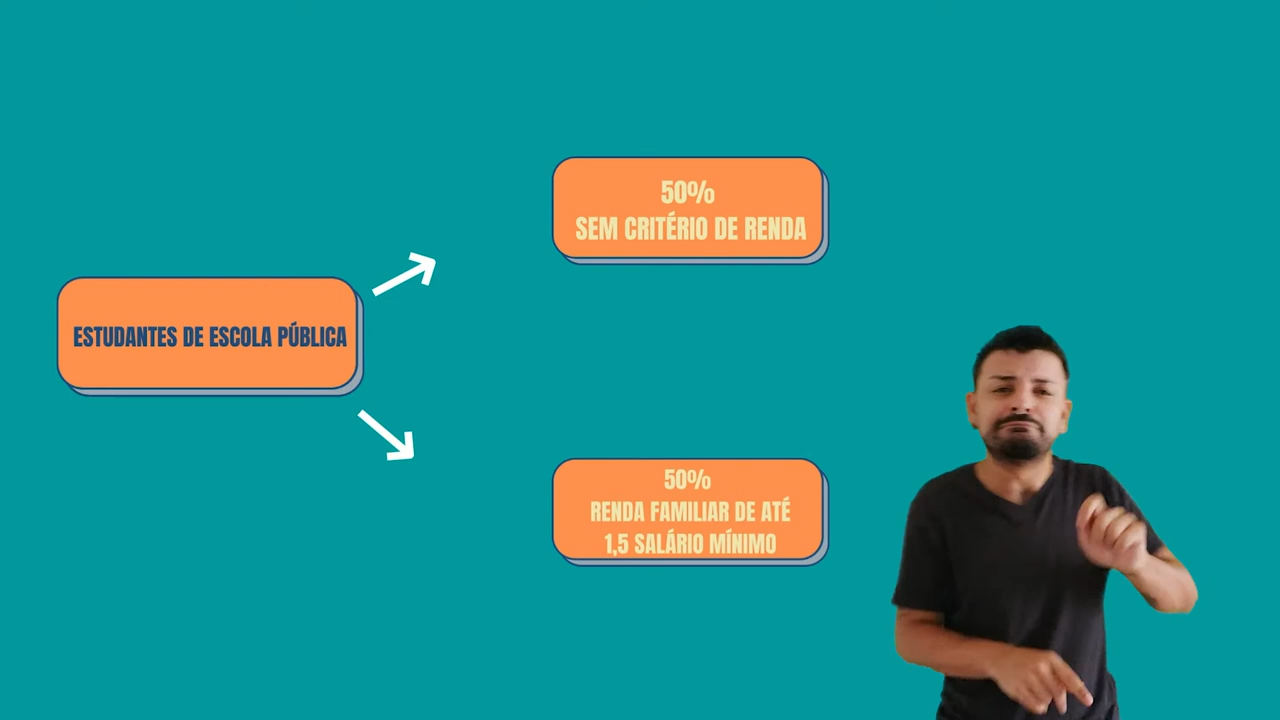 50%
SEM CRITÉRIO DE RENDA
ESTUDANTES DE ESCOLA PÚBLICA
50%
RENDA FAMILIAR DE ATÉ
1,5 SALÁRIO MÍNIMO